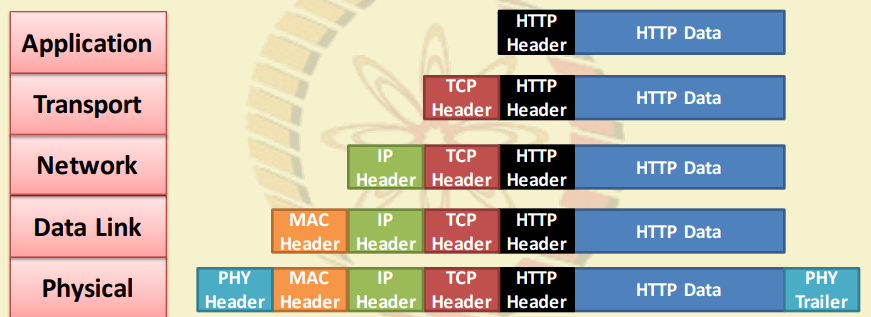 Application
HTTP Header
HTTP Data
Transport
TCP Header
HTTP Header
HTTP Data
Network
IP Header
TCP Header
HTTP Header
HTTP Data
Data Link
MAC Header
IP Header
TCP Header
HTTP Header
HTTP Data
Physical
PHY Header
MAC Header
IP Header
TCP Header
HTTP Header
HTTP Data
PHY Trailer